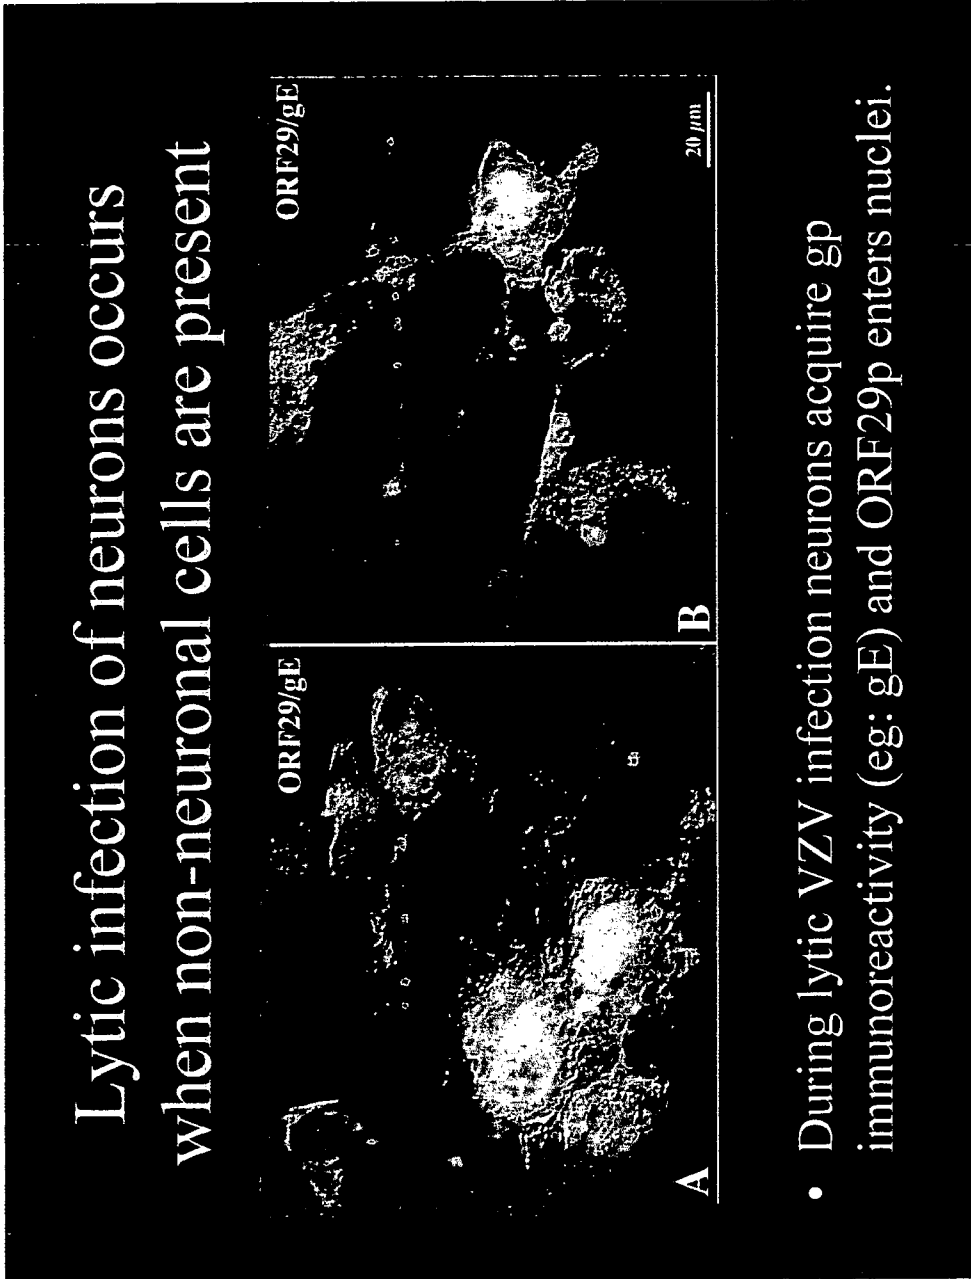 Lytic infection of neurons occurs
when non-neuronal cells are present
ORF29/gE
A
ORF29/gE
B
20 µm
• During lytic VZV infection neurons acquire gp
immunoreactivity (eg: gE) and ORF29p enters nuclei.